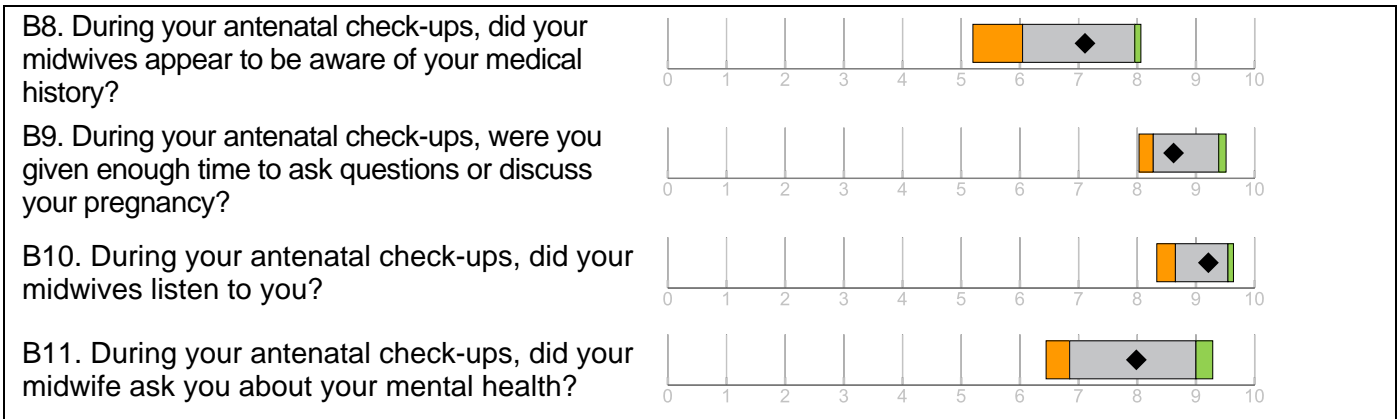 B8. During your antenatal check-ups, did your
midwives appear to be aware of your medical
history?
0 1 2 3 4 5 6 7 8 9 10
B9. During your antenatal check-ups, were you
given enough time to ask questions or discuss
your pregnancy?
0 1 2 3 4 5 6 7 8 9 10
B10. During your antenatal check-ups, did your
midwives listen to you?
0 1 2 3 4 5 6 7 8 9 10
B11. During your antenatal check-ups, did your
midwife ask you about your mental health?
0 1 2 3 4 5 6 7 8 9 10